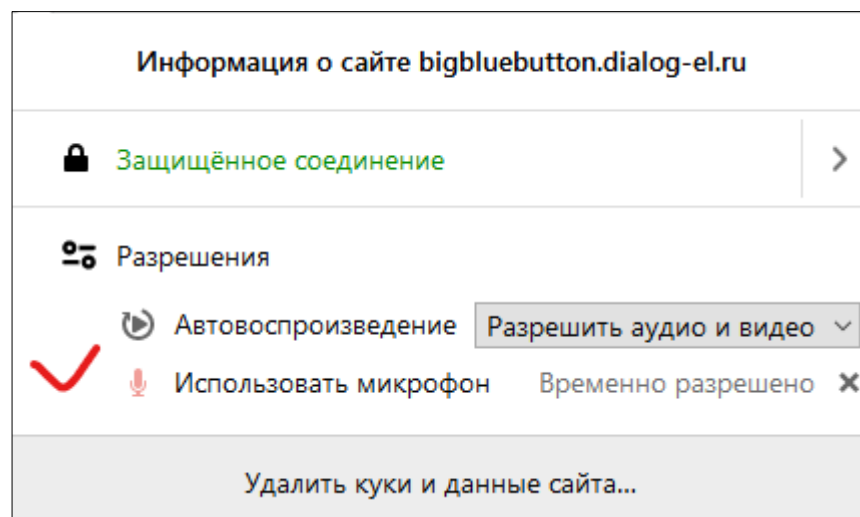 Информация о сайте bigbluebutton.dialog-el.ru
Защищённое соединение
Разрешения
Автовоспроизведение Разрешить аудио и видео
Использовать микрофон Временно разрешено
Удалить куки и данные сайта...